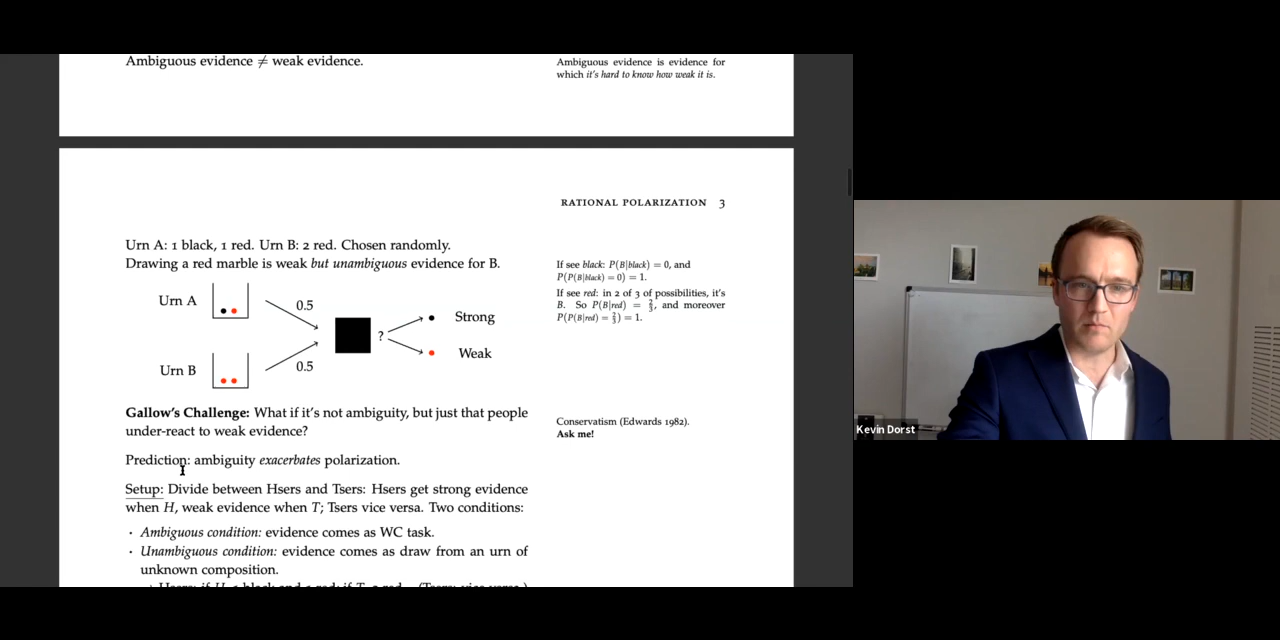 Ambiguous evidence ≠ weak evidence.
Ambiguous evidence is evidence for
which it's hard to know how weak it is.
RATIONAL POLARIZATION 3
Urn A: 1 black, 1 red. Urn B: 2 red. Chosen randomly.
Drawing a red marble is weak but unambiguous evidence for B.
If see black: P(B|black) = 0, and
P(P(B|black) = 0) = 1.
If see red: in 2 of 3 of possibilities, it's
B. So P(B|red) = 2/3, and moreover
P(P(B|red) = 2/3) = 1.
Urn A
0.5
?
Strong
Urn B
0.5
Weak
Gallow's Challenge: What if it's not ambiguity, but just that people
under-react to weak evidence?
Conservatism (Edwards 1982).
Ask me!
Prediction: ambiguity exacerbates polarization.
Setup: Divide between Hsers and Tsers: Hsers get strong evidence
when H, weak evidence when T; Tsers vice versa. Two conditions:
· Ambiguous condition: evidence comes as WC task.
· Unambiguous condition: evidence comes as draw from an urn of
unknown composition.
Kevin Dorst